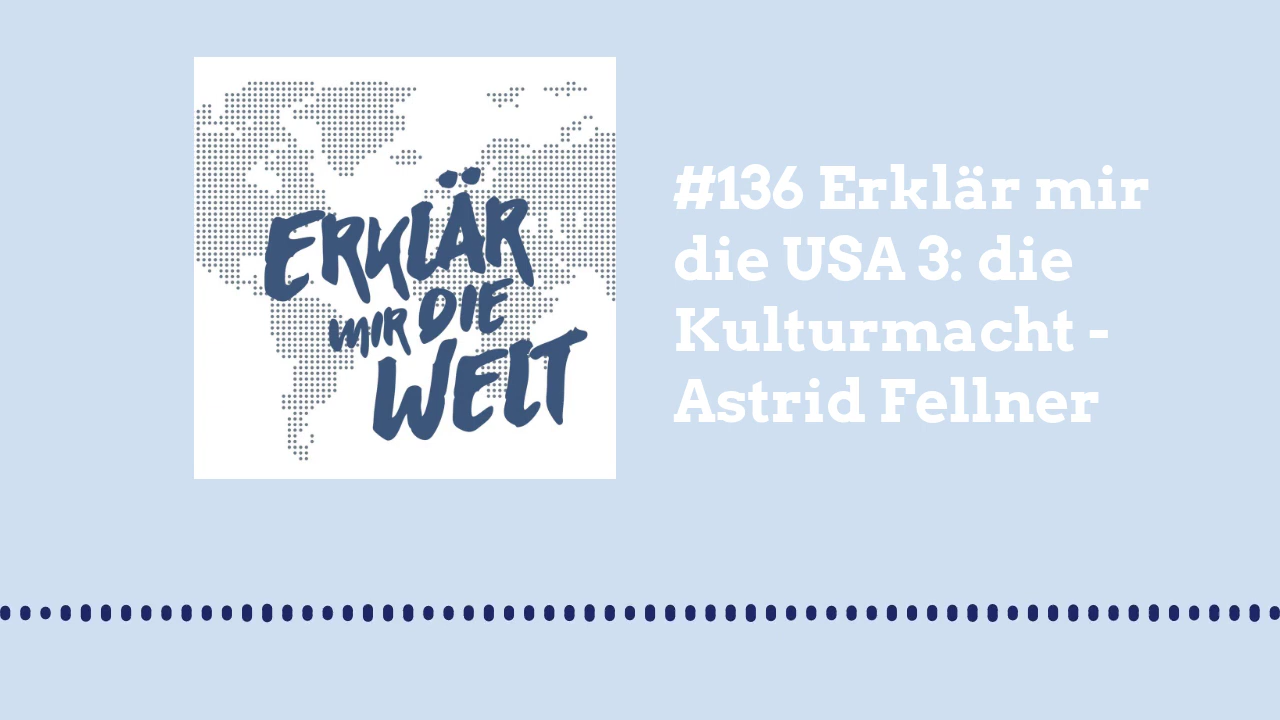 ERKLÄR
MIR DIE
WELT
#136 Erklär mir
die USA 3: die
Kulturmacht -
Astrid Fellner